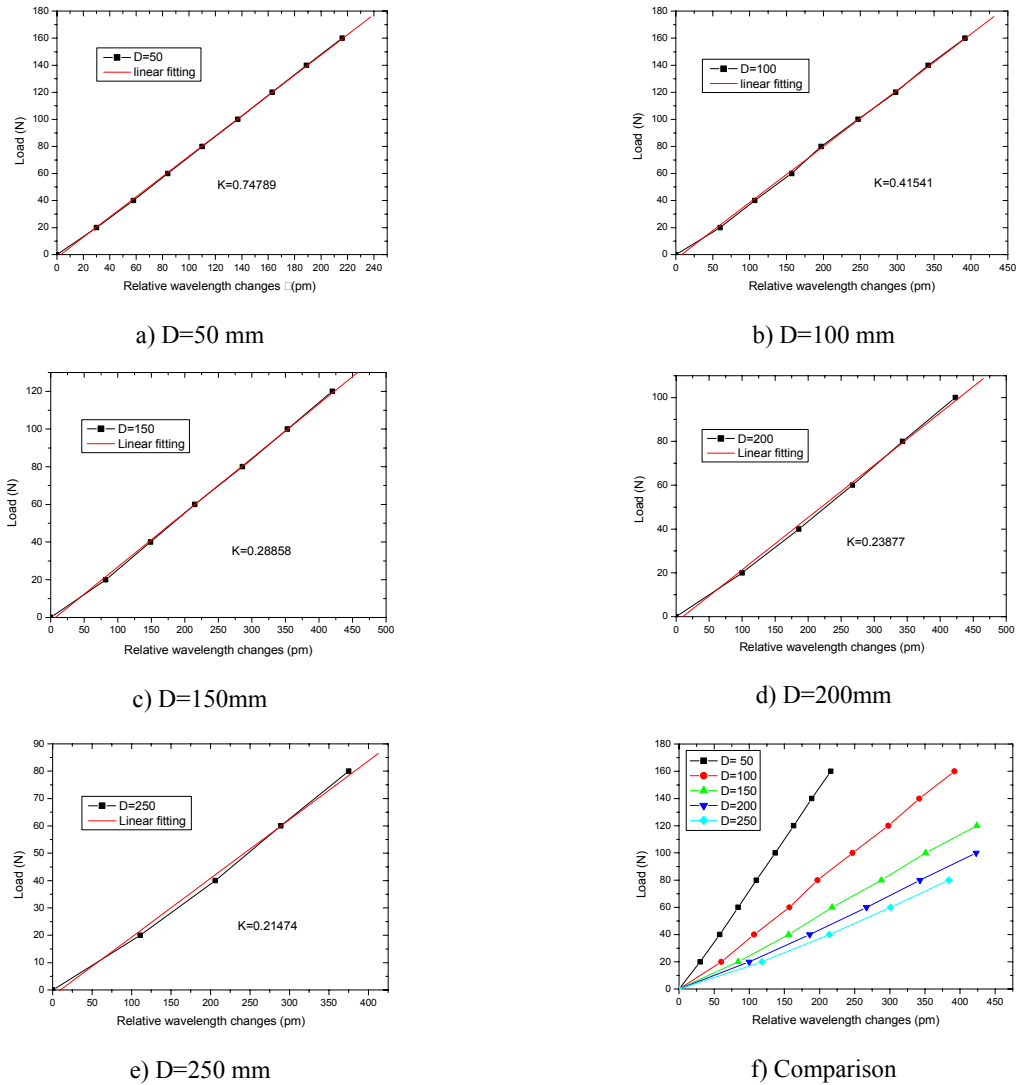 180
160
140
120
100
80
60
40
20
0
Load (N)
D=50
linear fitting
K=0.74789
0 20 40 60 80 100 120 140 160 180 200 220 240
Relative wavelength changes □(pm)
a) D=50 mm
180
160
140
120
100
80
60
40
20
0
Load (N)
D=100
linear fitting
K=0.41541
0 50 100 150 200 250 300 350 400 450
Relative wavelength changes (pm)
b) D=100 mm
120
100
80
60
40
20
0
Load (N)
D=150
Linear fitting
K=0.28858
0 50 100 150 200 250 300 350 400 450 500
Relative wavelength changes (pm)
c) D=150mm
100
80
60
40
20
0
Load (N)
D=200
Linear fitting
K=0.23877
0 50 100 150 200 250 300 350 400 450 500
Relative wavelength changes (pm)
d) D=200mm
90
80
70
60
50
40
30
20
10
0
Load (N)
D=250
Linear fitting
K=0.21474
0 50 100 150 200 250 300 350 400
Relative wavelength changes (pm)
e) D=250 mm
180
160
140
120
100
80
60
40
20
0
Load (N)
D= 50
D=100
D=150
D=200
D=250
0 50 100 150 200 250 300 350 400 450
Relative wavelength changes (pm)
f) Comparison